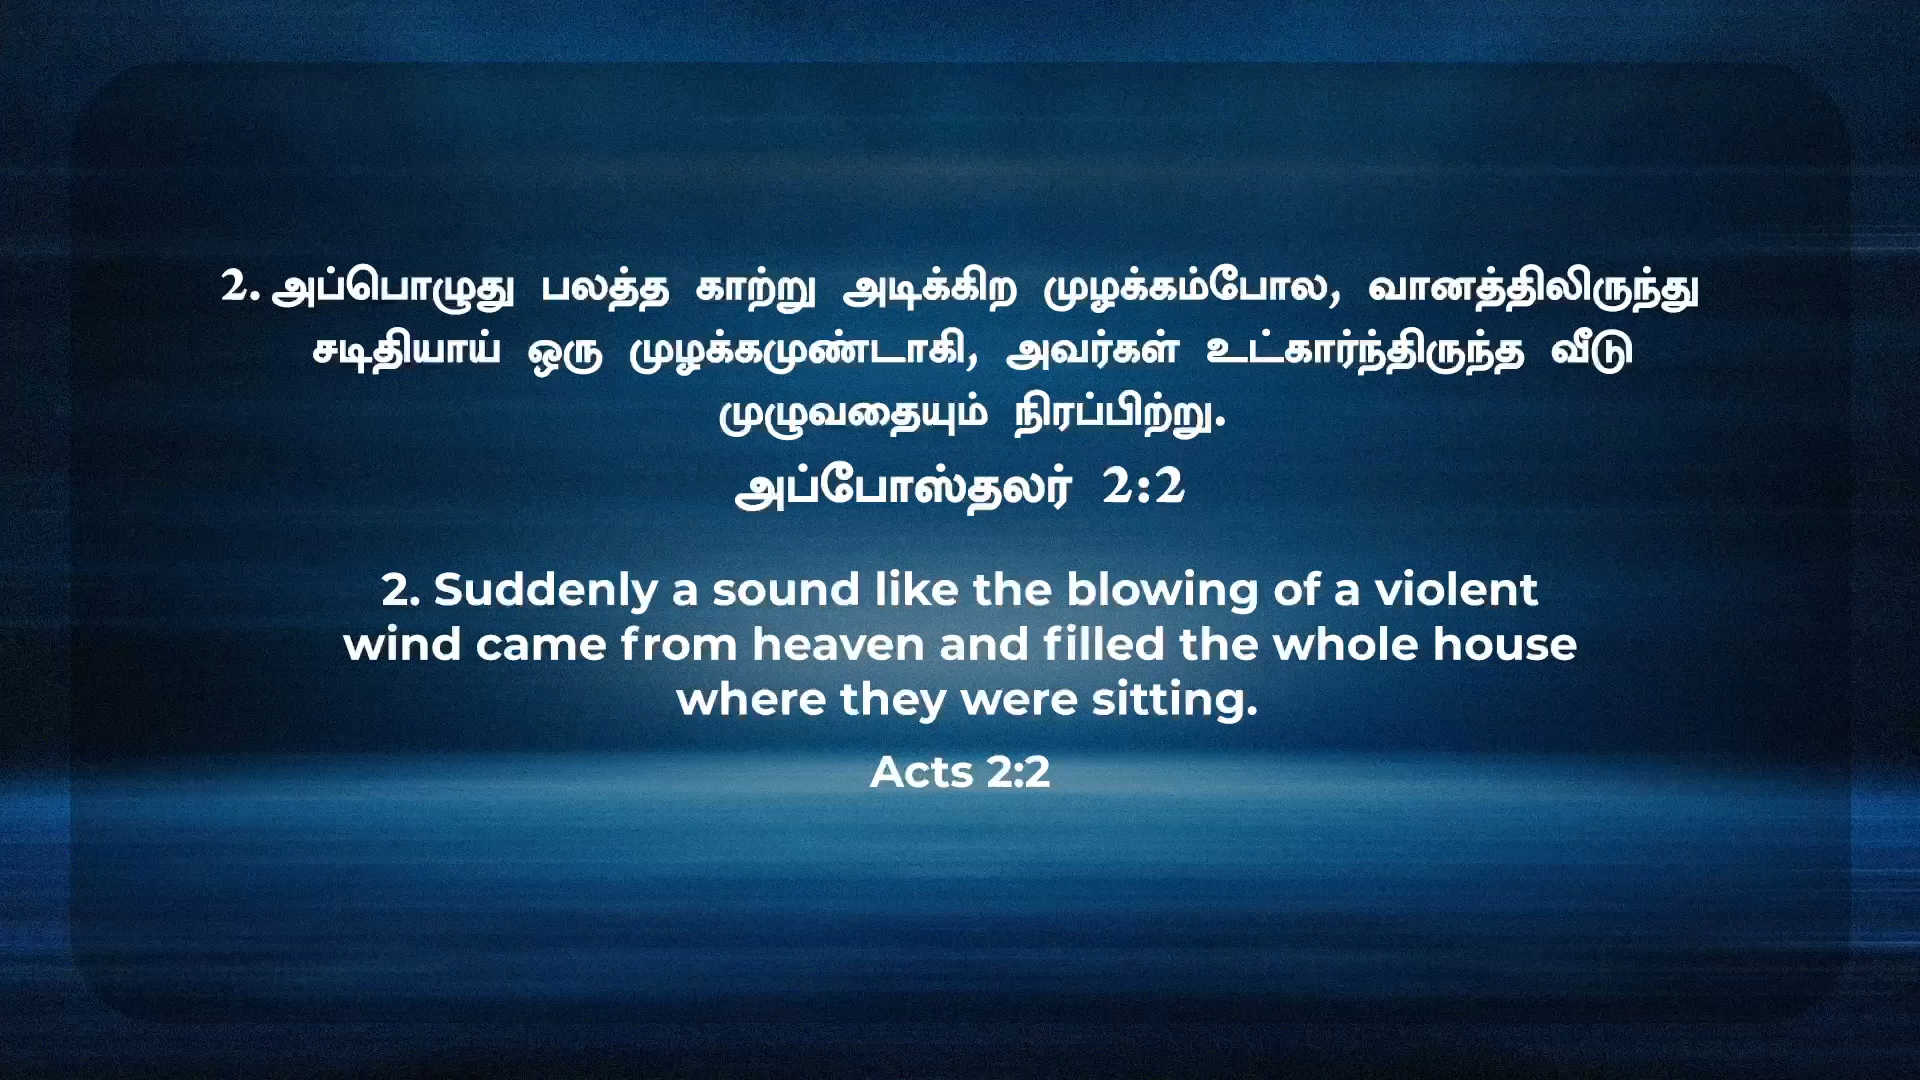 2. அப்பொழுது பலத்த காற்று அடிக்கிற முழக்கம்போல, வானத்திலிருந்து
சடிதியாய் ஒரு முழக்கமுண்டாகி, அவர்கள் உட்கார்ந்திருந்த வீடு
முழுவதையும் நிரப்பிற்று.
அப்போஸ்தலர் 2:2
2. Suddenly a sound like the blowing of a violent
wind came from heaven and filled the whole house
where they were sitting.
Acts 2:2